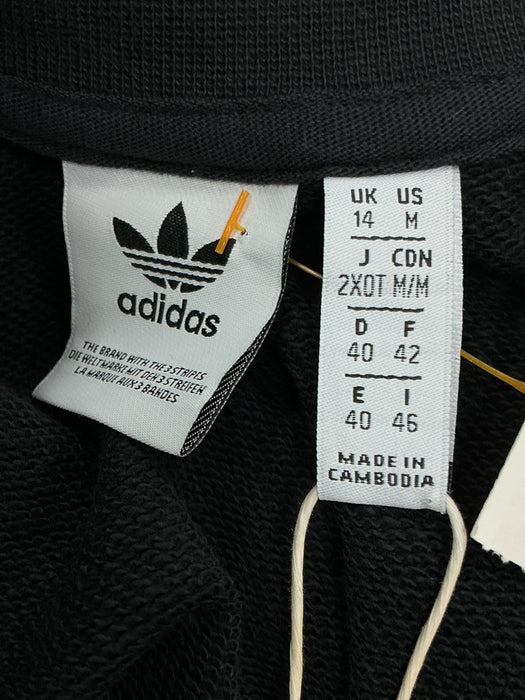 adidas
THE BRAND WITH THE 3 STRIPES
DIE WELTMARKE MIT DEN 3 STREIFEN
LA MARQUE AUX 3 BANDES
UK US
14 M
J CDN
2XOT M/M
D F
40 42
E I
40 46
MADE IN
CAMBODIA